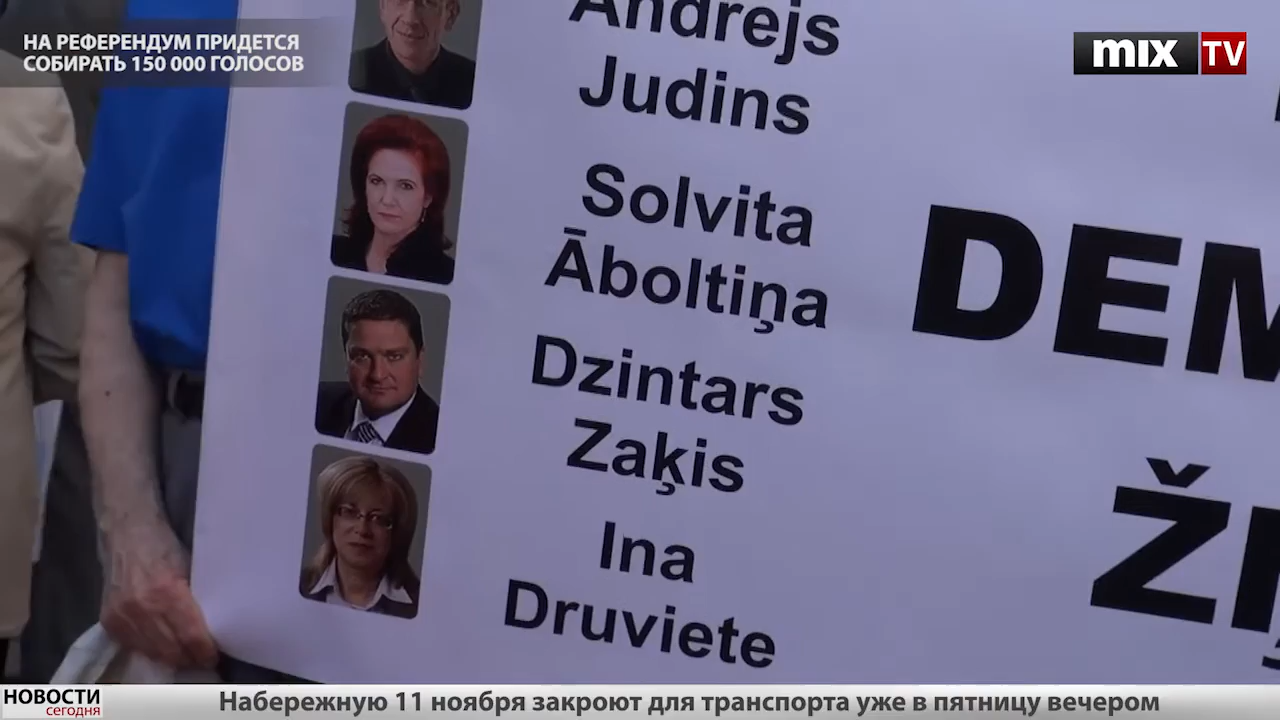 НА РЕФЕРЕНДУМ ПРИДЕТСЯ
СОБИРАТЬ 150 000 ГОЛОСОВ
mix TV
Andrejs
Judins
Solvita
Āboltiņa
Dzintars
Zaķis
Ina
Druviete
DEM
НОВОСТИ
сегодня
Набережную 11 ноября закроют для транспорта уже в пятницу вечером